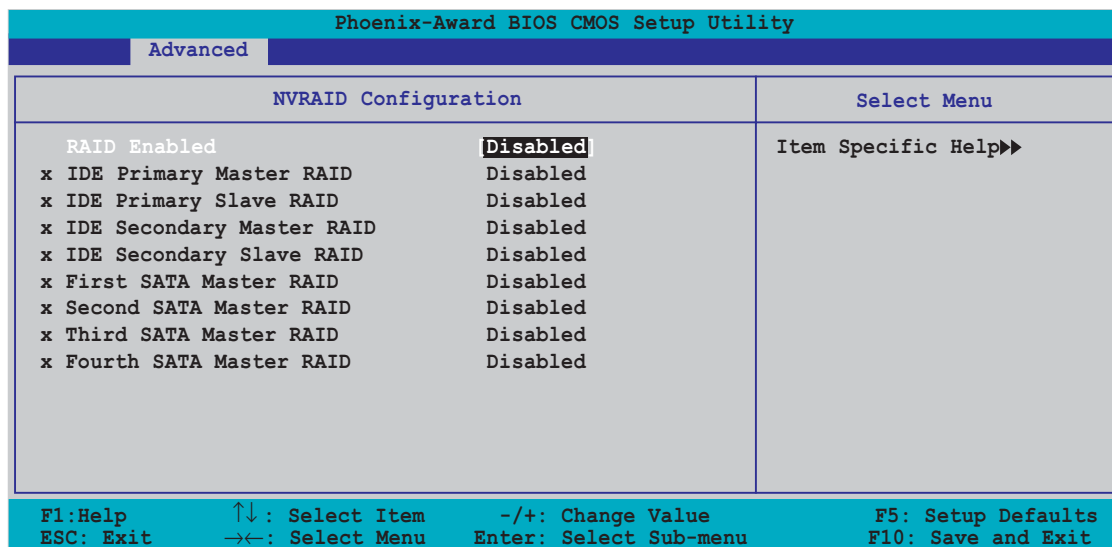 Phoenix-Award BIOS CMOS Setup Utility
Advanced
NVRAID Configuration
Select Menu
RAID Enabled [Disabled]
Item Specific Help▶▶
x IDE Primary Master RAID Disabled
x IDE Primary Slave RAID Disabled
x IDE Secondary Master RAID Disabled
x IDE Secondary Slave RAID Disabled
x First SATA Master RAID Disabled
x Second SATA Master RAID Disabled
x Third SATA Master RAID Disabled
x Fourth SATA Master RAID Disabled
F1:Help ↑↓: Select Item -/+: Change Value F5: Setup Defaults
ESC: Exit →←: Select Menu Enter: Select Sub-menu F10: Save and Exit